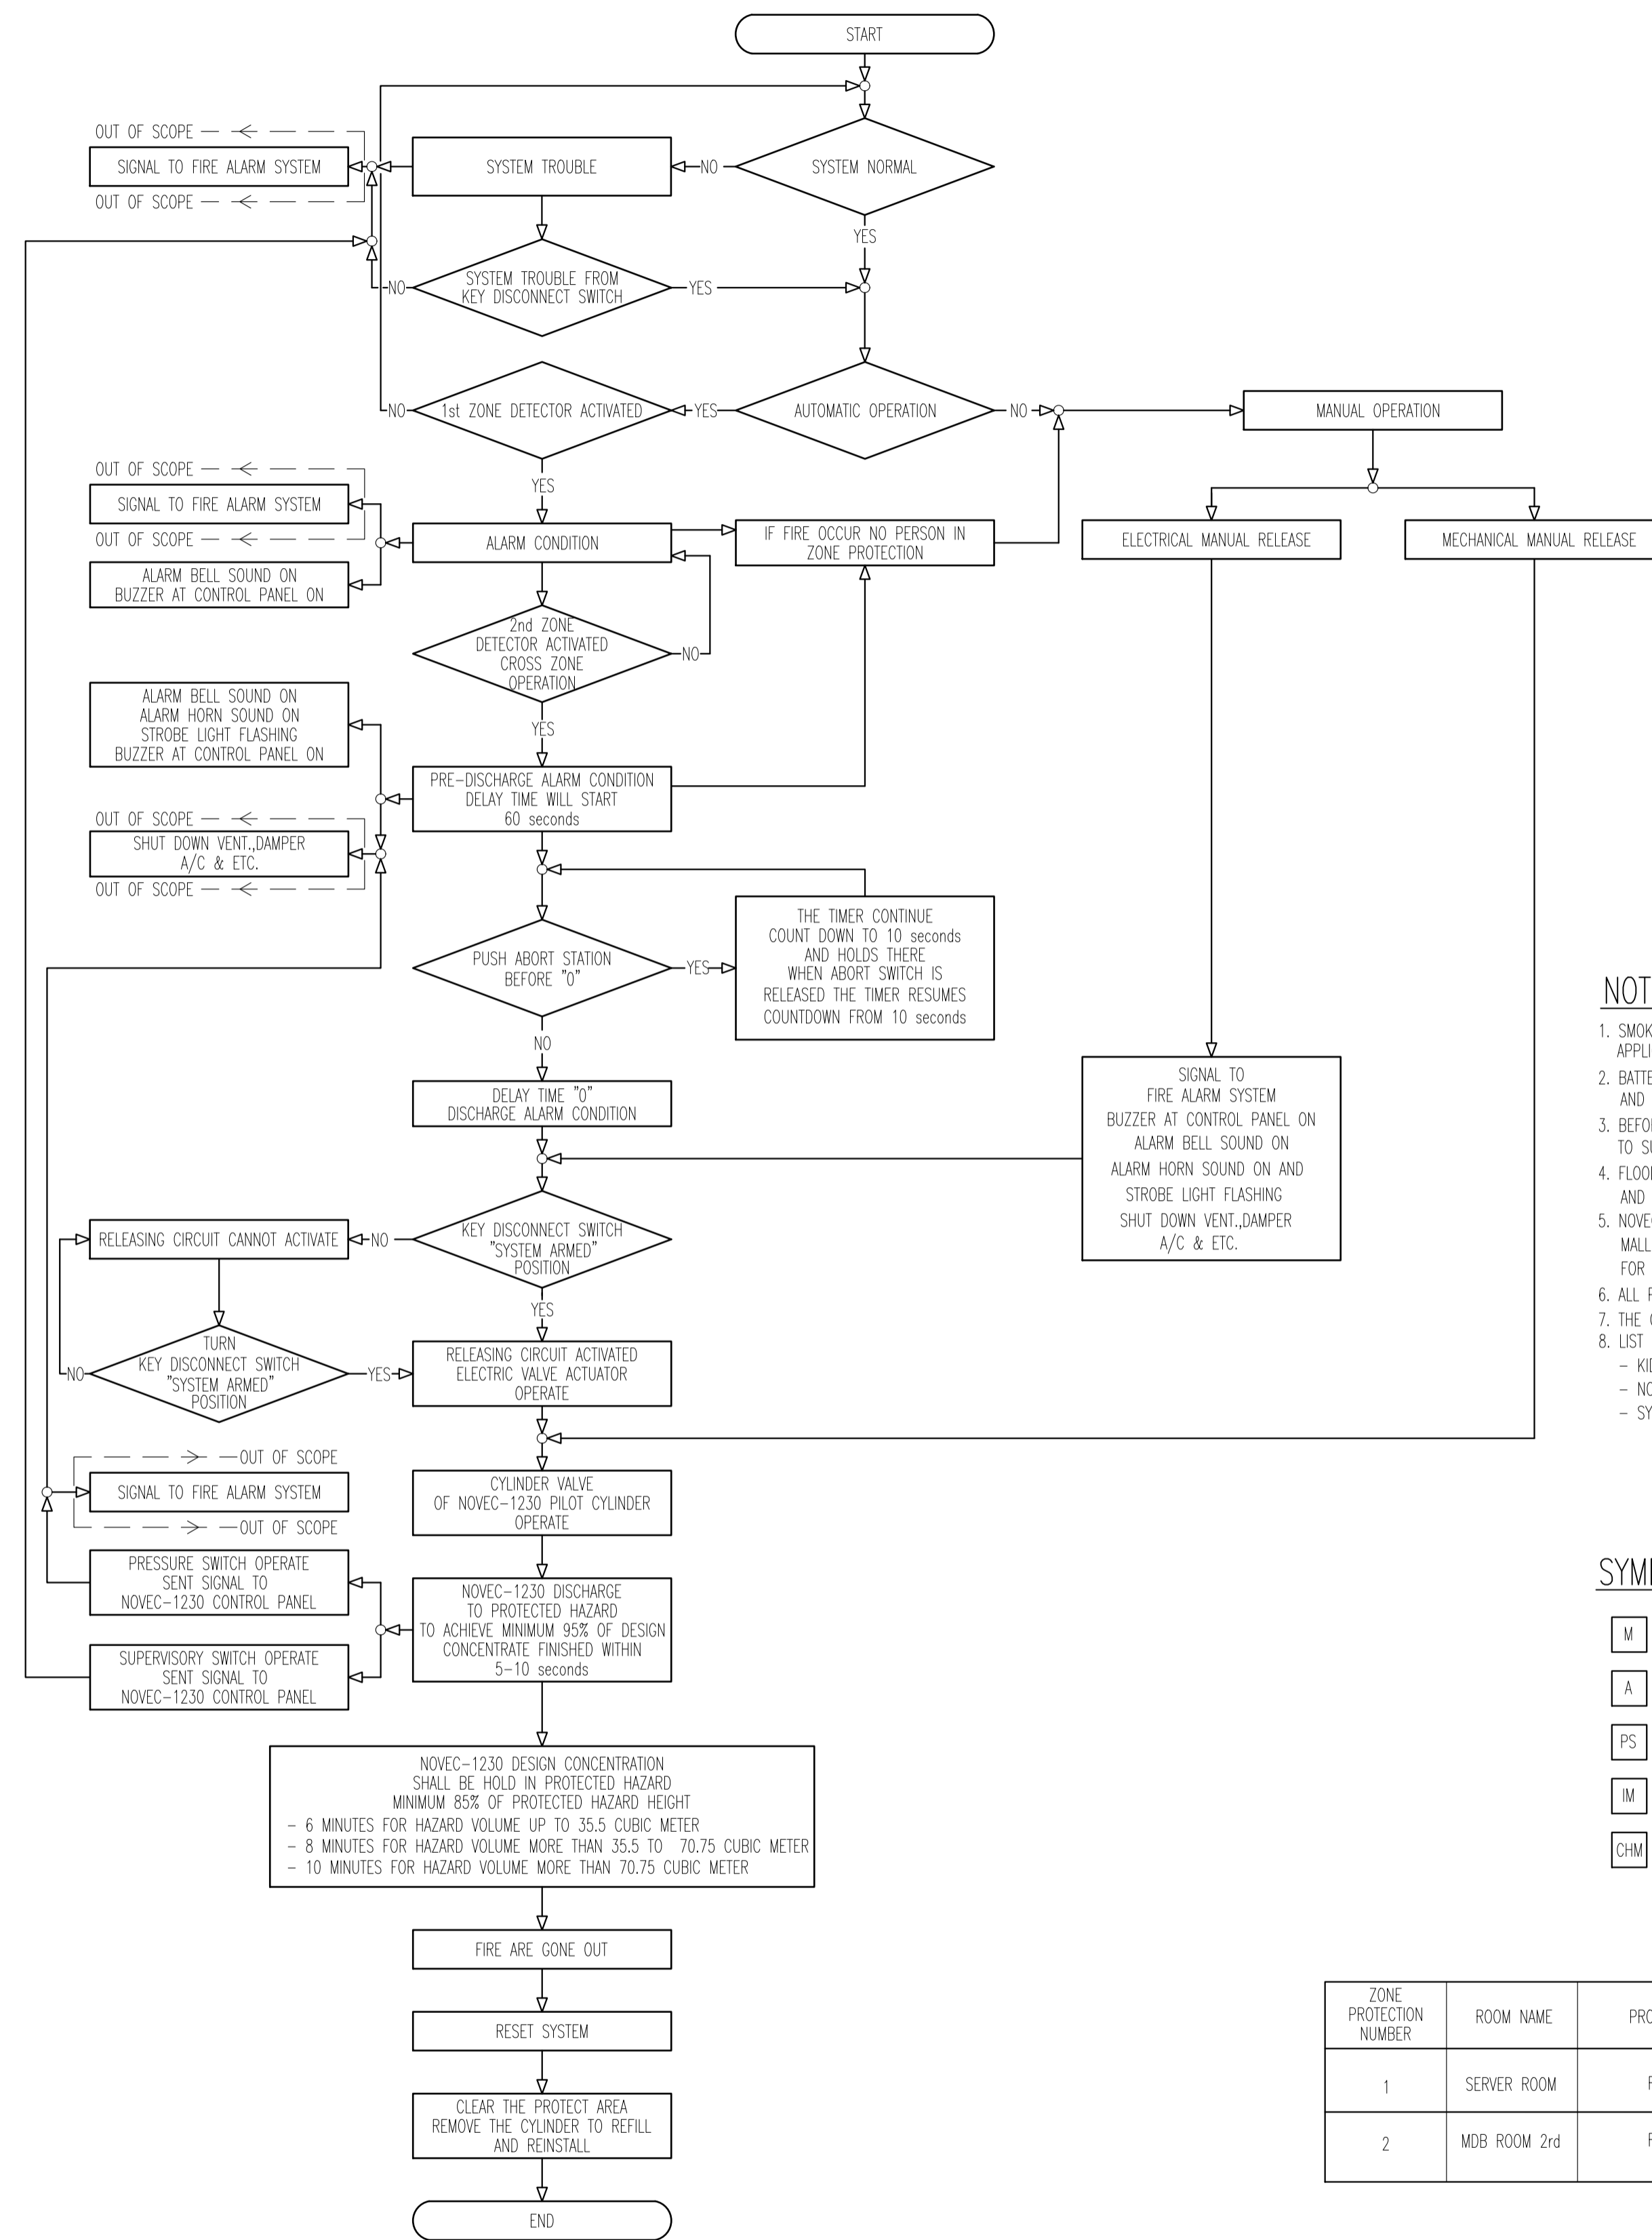 START
SYSTEM NORMAL
NO
YES
SYSTEM TROUBLE
OUT OF SCOPE
SIGNAL TO FIRE ALARM SYSTEM
OUT OF SCOPE
SYSTEM TROUBLE FROM
KEY DISCONNECT SWITCH
NO
YES
AUTOMATIC OPERATION
YES
NO
1st ZONE DETECTOR ACTIVATED
NO
YES
MANUAL OPERATION
ELECTRICAL MANUAL RELEASE
MECHANICAL MANUAL RELEASE
OUT OF SCOPE
SIGNAL TO FIRE ALARM SYSTEM
OUT OF SCOPE
ALARM BELL SOUND ON
BUZZER AT CONTROL PANEL ON
ALARM CONDITION
IF FIRE OCCUR NO PERSON IN
ZONE PROTECTION
2nd ZONE
DETECTOR ACTIVATED
CROSS ZONE
OPERATION
NO
YES
ALARM BELL SOUND ON
ALARM HORN SOUND ON
STROBE LIGHT FLASHING
BUZZER AT CONTROL PANEL ON
PRE-DISCHARGE ALARM CONDITION
DELAY TIME WILL START
60 seconds
OUT OF SCOPE
SHUT DOWN VENT.,DAMPER
A/C & ETC.
OUT OF SCOPE
PUSH ABORT STATION
BEFORE "0"
YES
NO
THE TIMER CONTINUE
COUNT DOWN TO 10 seconds
AND HOLDS THERE
WHEN ABORT SWITCH IS
RELEASED THE TIMER RESUMES
COUNTDOWN FROM 10 seconds
DELAY TIME "0"
DISCHARGE ALARM CONDITION
SIGNAL TO
FIRE ALARM SYSTEM
BUZZER AT CONTROL PANEL ON
ALARM BELL SOUND ON
ALARM HORN SOUND ON AND
STROBE LIGHT FLASHING
SHUT DOWN VENT.,DAMPER
A/C & ETC.
KEY DISCONNECT SWITCH
"SYSTEM ARMED"
POSITION
NO
YES
RELEASING CIRCUIT CANNOT ACTIVATE
TURN
KEY DISCONNECT SWITCH
"SYSTEM ARMED"
POSITION
NO
YES
RELEASING CIRCUIT ACTIVATED
ELECTRIC VALVE ACTUATOR
OPERATE
OUT OF SCOPE
SIGNAL TO FIRE ALARM SYSTEM
OUT OF SCOPE
CYLINDER VALVE
OF NOVEC-1230 PILOT CYLINDER
OPERATE
PRESSURE SWITCH OPERATE
SENT SIGNAL TO
NOVEC-1230 CONTROL PANEL
SUPERVISORY SWITCH OPERATE
SENT SIGNAL TO
NOVEC-1230 CONTROL PANEL
NOVEC-1230 DISCHARGE
TO PROTECTED HAZARD
TO ACHIEVE MINIMUM 95% OF DESIGN
CONCENTRATE FINISHED WITHIN
5-10 seconds
NOVEC-1230 DESIGN CONCENTRATION
SHALL BE HOLD IN PROTECTED HAZARD
MINIMUM 85% OF PROTECTED HAZARD HEIGHT
- 6 MINUTES FOR HAZARD VOLUME UP TO 35.5 CUBIC METER
- 8 MINUTES FOR HAZARD VOLUME MORE THAN 35.5 TO 70.75 CUBIC METER
- 10 MINUTES FOR HAZARD VOLUME MORE THAN 70.75 CUBIC METER
FIRE ARE GONE OUT
RESET SYSTEM
CLEAR THE PROTECT AREA
REMOVE THE CYLINDER TO REFILL
AND REINSTALL
END
NOT
1. SMOK
APPLI
2. BATTE
AND
3. BEFO
TO SU
4. FLOO
AND
5. NOVE
MALL
FOR
6. ALL
7. THE
8. LIST
- KI
- NO
- SY
SYM
M
A
PS
IM
CHM
ZONE
PROTECTION
NUMBER
ROOM NAME
PRO
1
SERVER ROOM
2
MDB ROOM 2rd